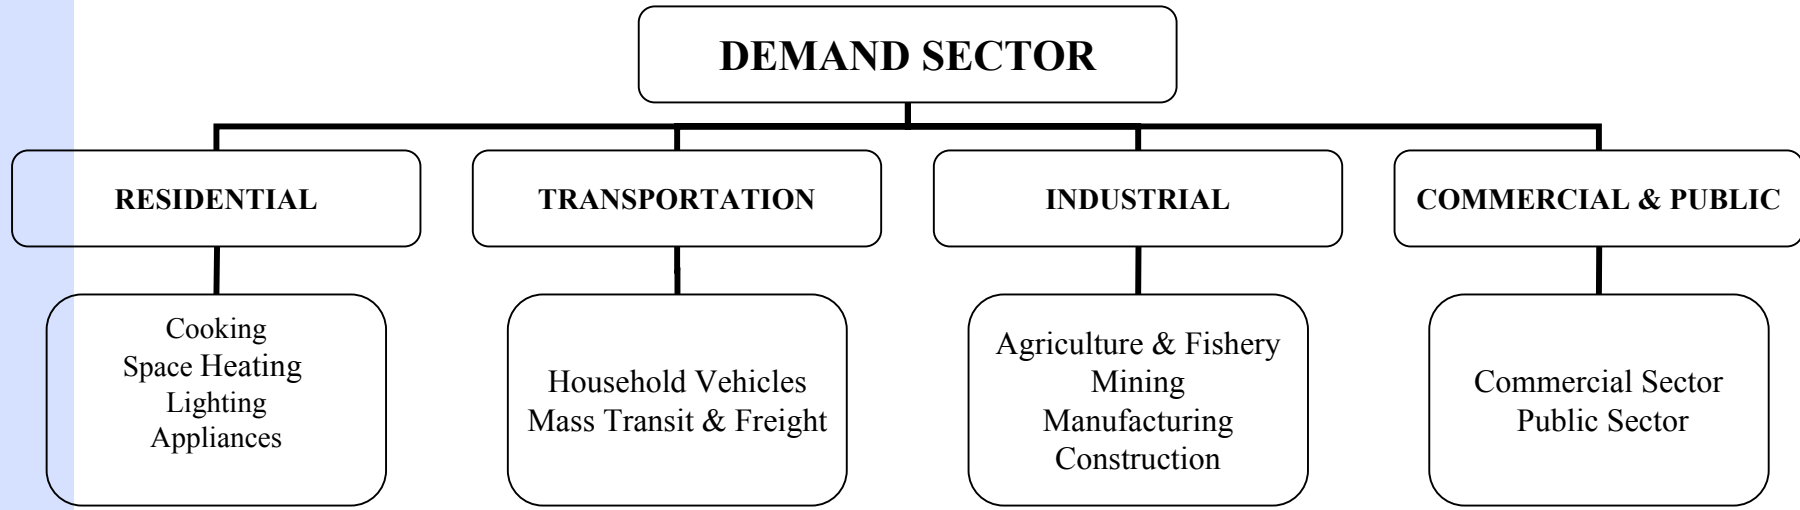 DEMAND SECTOR
RESIDENTIAL
TRANSPORTATION
INDUSTRIAL
COMMERCIAL & PUBLIC
Cooking
Space Heating
Lighting
Appliances
Household Vehicles
Mass Transit & Freight
Agriculture & Fishery
Mining
Manufacturing
Construction
Commercial Sector
Public Sector